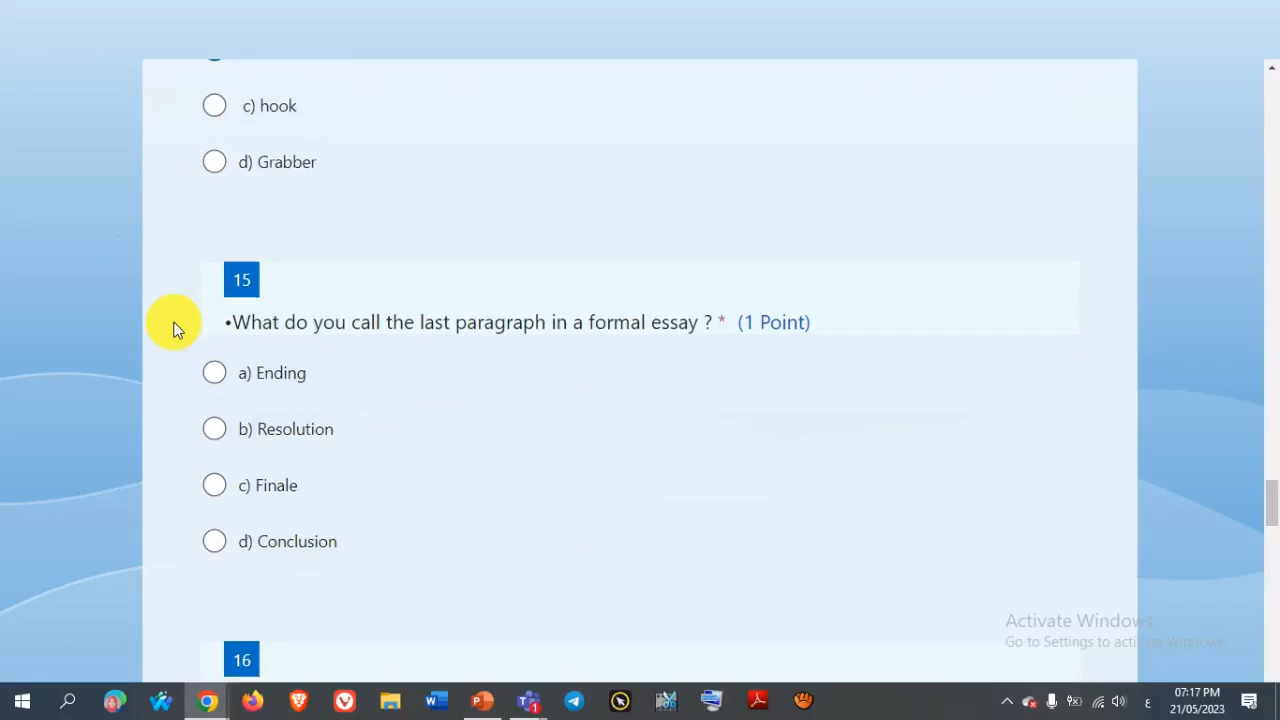 c) hook
d) Grabber
15
•What do you call the last paragraph in a formal essay ? * (1 Point)
a) Ending
b) Resolution
c) Finale
d) Conclusion
16
Activate Windows
Go to Settings to activate Windows.
ع
07:17 PM
21/05/2023
1